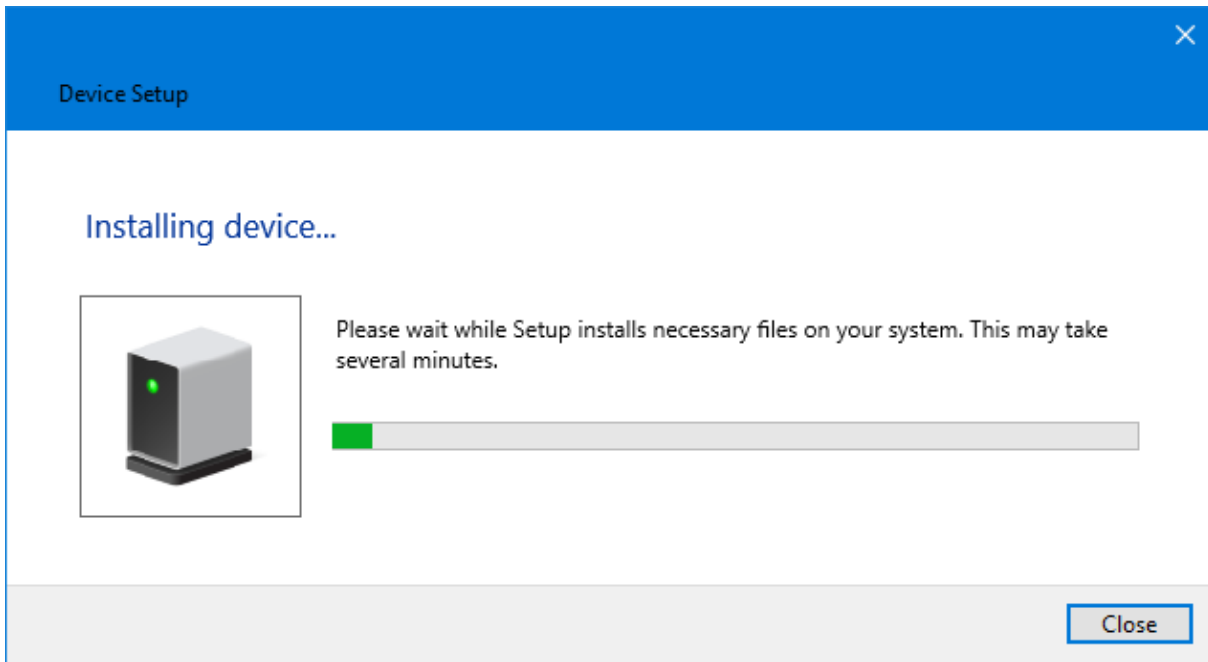 Device Setup
Installing device...
Please wait while Setup installs necessary files on your system. This may take
several minutes.
Close